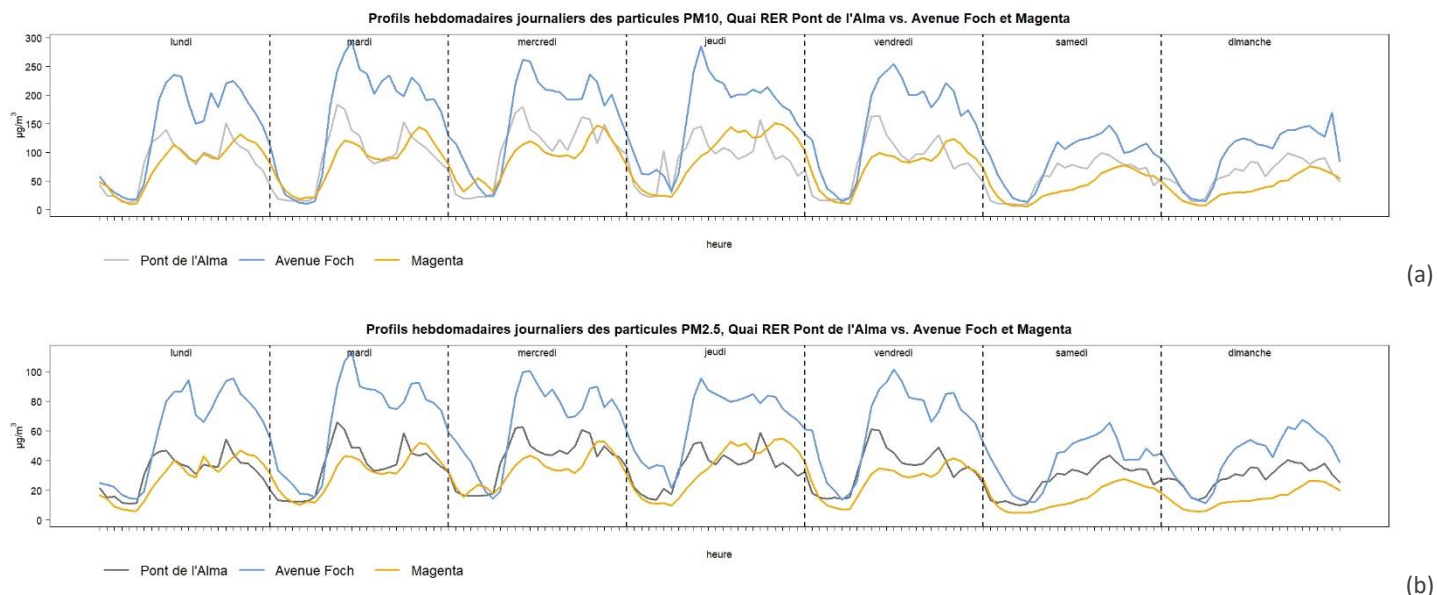 Profils hebdomadaires journaliers des particules PM10, Quai RER Pont de l'Alma vs. Avenue Foch et Magenta
lundi mardi mercredi jeudi vendredi samedi dimanche
300
250
200
150
100
50
0
µg/m3
heure
Pont de l'Alma Avenue Foch Magenta
(a)
Profils hebdomadaires journaliers des particules PM2.5, Quai RER Pont de l'Alma vs. Avenue Foch et Magenta
lundi mardi mercredi jeudi vendredi samedi dimanche
100
80
60
40
20
0
µg/m3
heure
Pont de l'Alma Avenue Foch Magenta
(b)